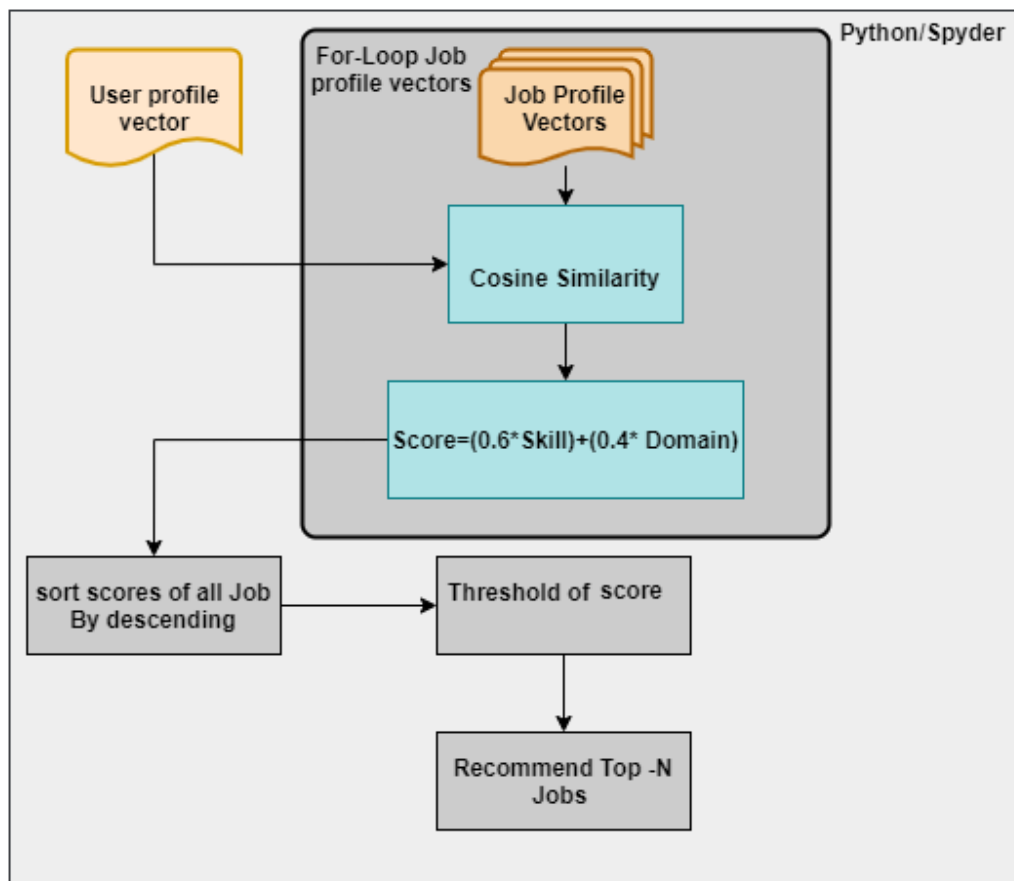 Python/Spyder
For-Loop Job
profile vectors
User profile
vector
Job Profile
Vectors
Cosine Similarity
Score=(0.6*Skill)+(0.4* Domain)
sort scores of all Job
By descending
Threshold of score
Recommend Top -N
Jobs